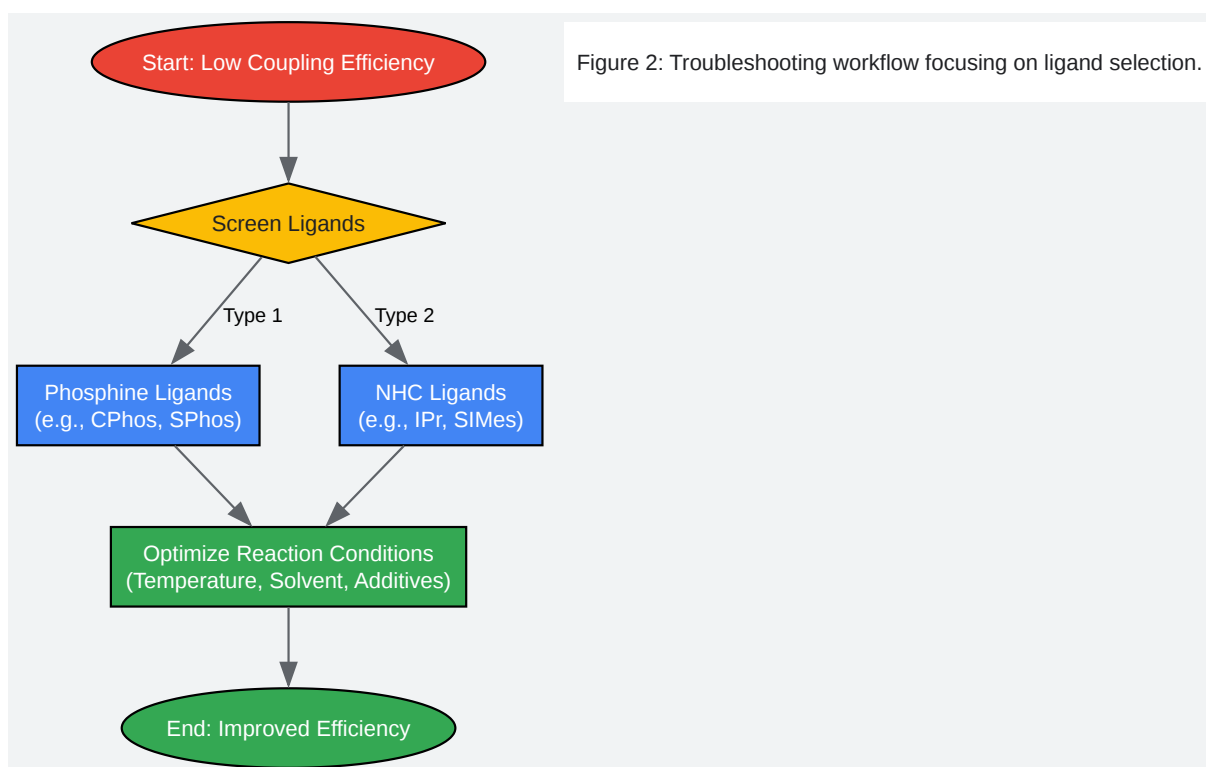 Start: Low Coupling Efficiency
Figure 2: Troubleshooting workflow focusing on ligand selection.
Screen Ligands
Type 1
Type 2
Phosphine Ligands
(e.g., CPhos, SPhos)
NHC Ligands
(e.g., IPr, SIMes)
Optimize Reaction Conditions
(Temperature, Solvent, Additives)
End: Improved Efficiency